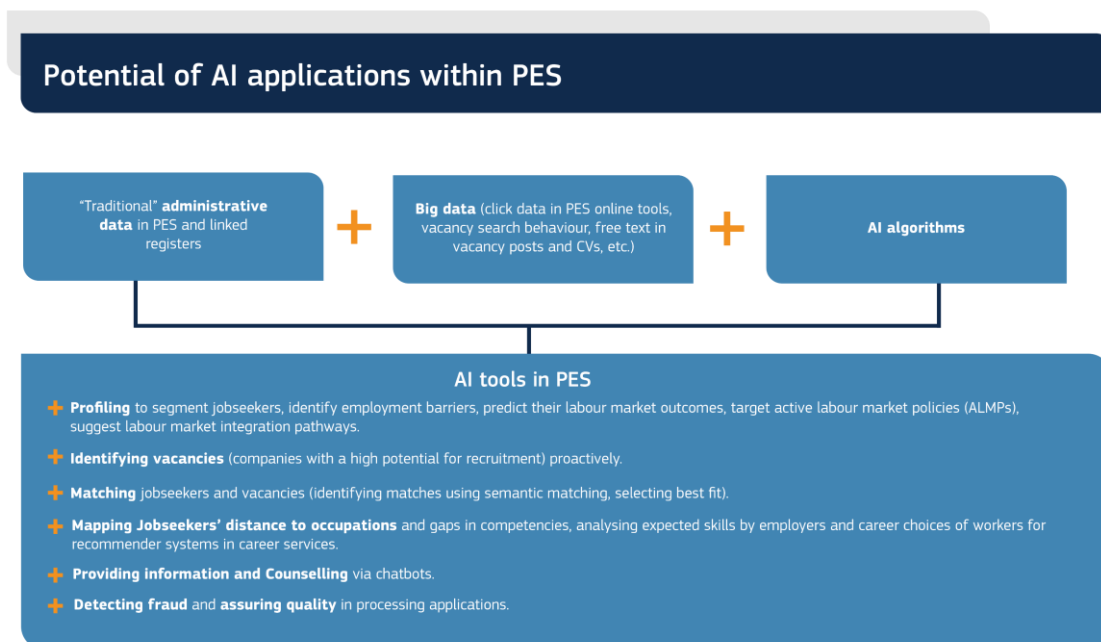 Potential of AI applications within PES
“Traditional” administrative
data in PES and linked
registers
+
Big data (click data in PES online tools,
vacancy search behaviour, free text in
vacancy posts and CVs, etc.)
+
AI algorithms
AI tools in PES
+ Profiling to segment jobseekers, identify employment barriers, predict their labour market outcomes, target active labour market policies (ALMPs),
suggest labour market integration pathways.
+ Identifying vacancies (companies with a high potential for recruitment) proactively.
+ Matching jobseekers and vacancies (identifying matches using semantic matching, selecting best fit).
+ Mapping Jobseekers’ distance to occupations and gaps in competencies, analysing expected skills by employers and career choices of workers for
recommender systems in career services.
+ Providing information and Counselling via chatbots.
+ Detecting fraud and assuring quality in processing applications.